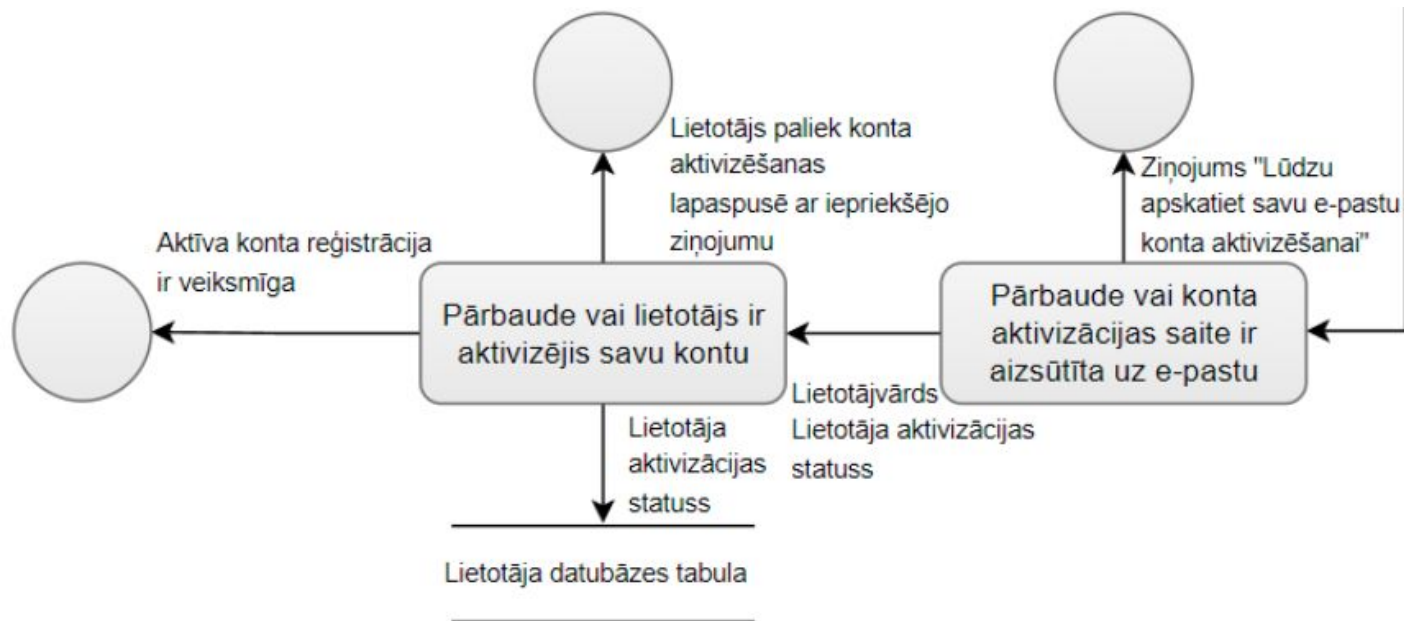 Lietotājs paliek konta
aktivizēšanas
lapaspusē ar iepriekšējo
ziņojumu
Ziņojums "Lūdzu
apskatiet savu e-pastu
konta aktivizēšanai"
Aktīva konta reģistrācija
ir veiksmīga
Pārbaude vai lietotājs ir
aktivizējis savu kontu
Pārbaude vai konta
aktivizācijas saite ir
aizsūtīta uz e-pastu
Lietotājvārds
Lietotāja aktivizācijas
statuss
Lietotāja
aktivizācijas
statuss
Lietotāja datubāzes tabula